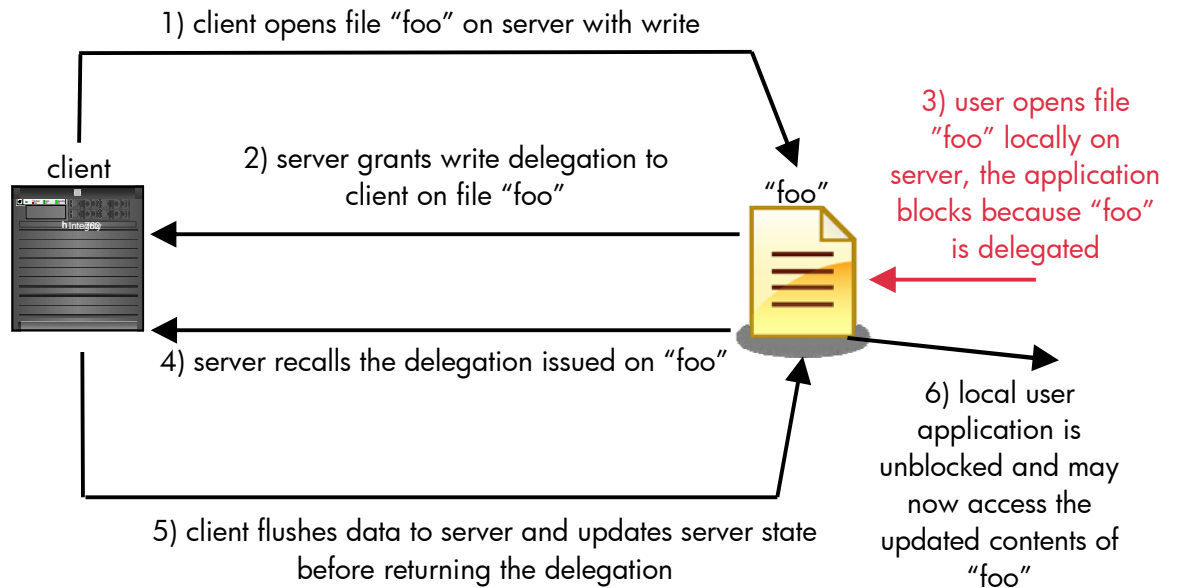 1) client opens file “foo” on server with write
client
2) server grants write delegation to
client on file “foo”
“foo”
3) user opens file
”foo” locally on
server, the application
blocks because “foo”
is delegated
4) server recalls the delegation issued on “foo”
5) client flushes data to server and updates server state
before returning the delegation
6) local user
application is
unblocked and may
now access the
updated contents of
“foo”